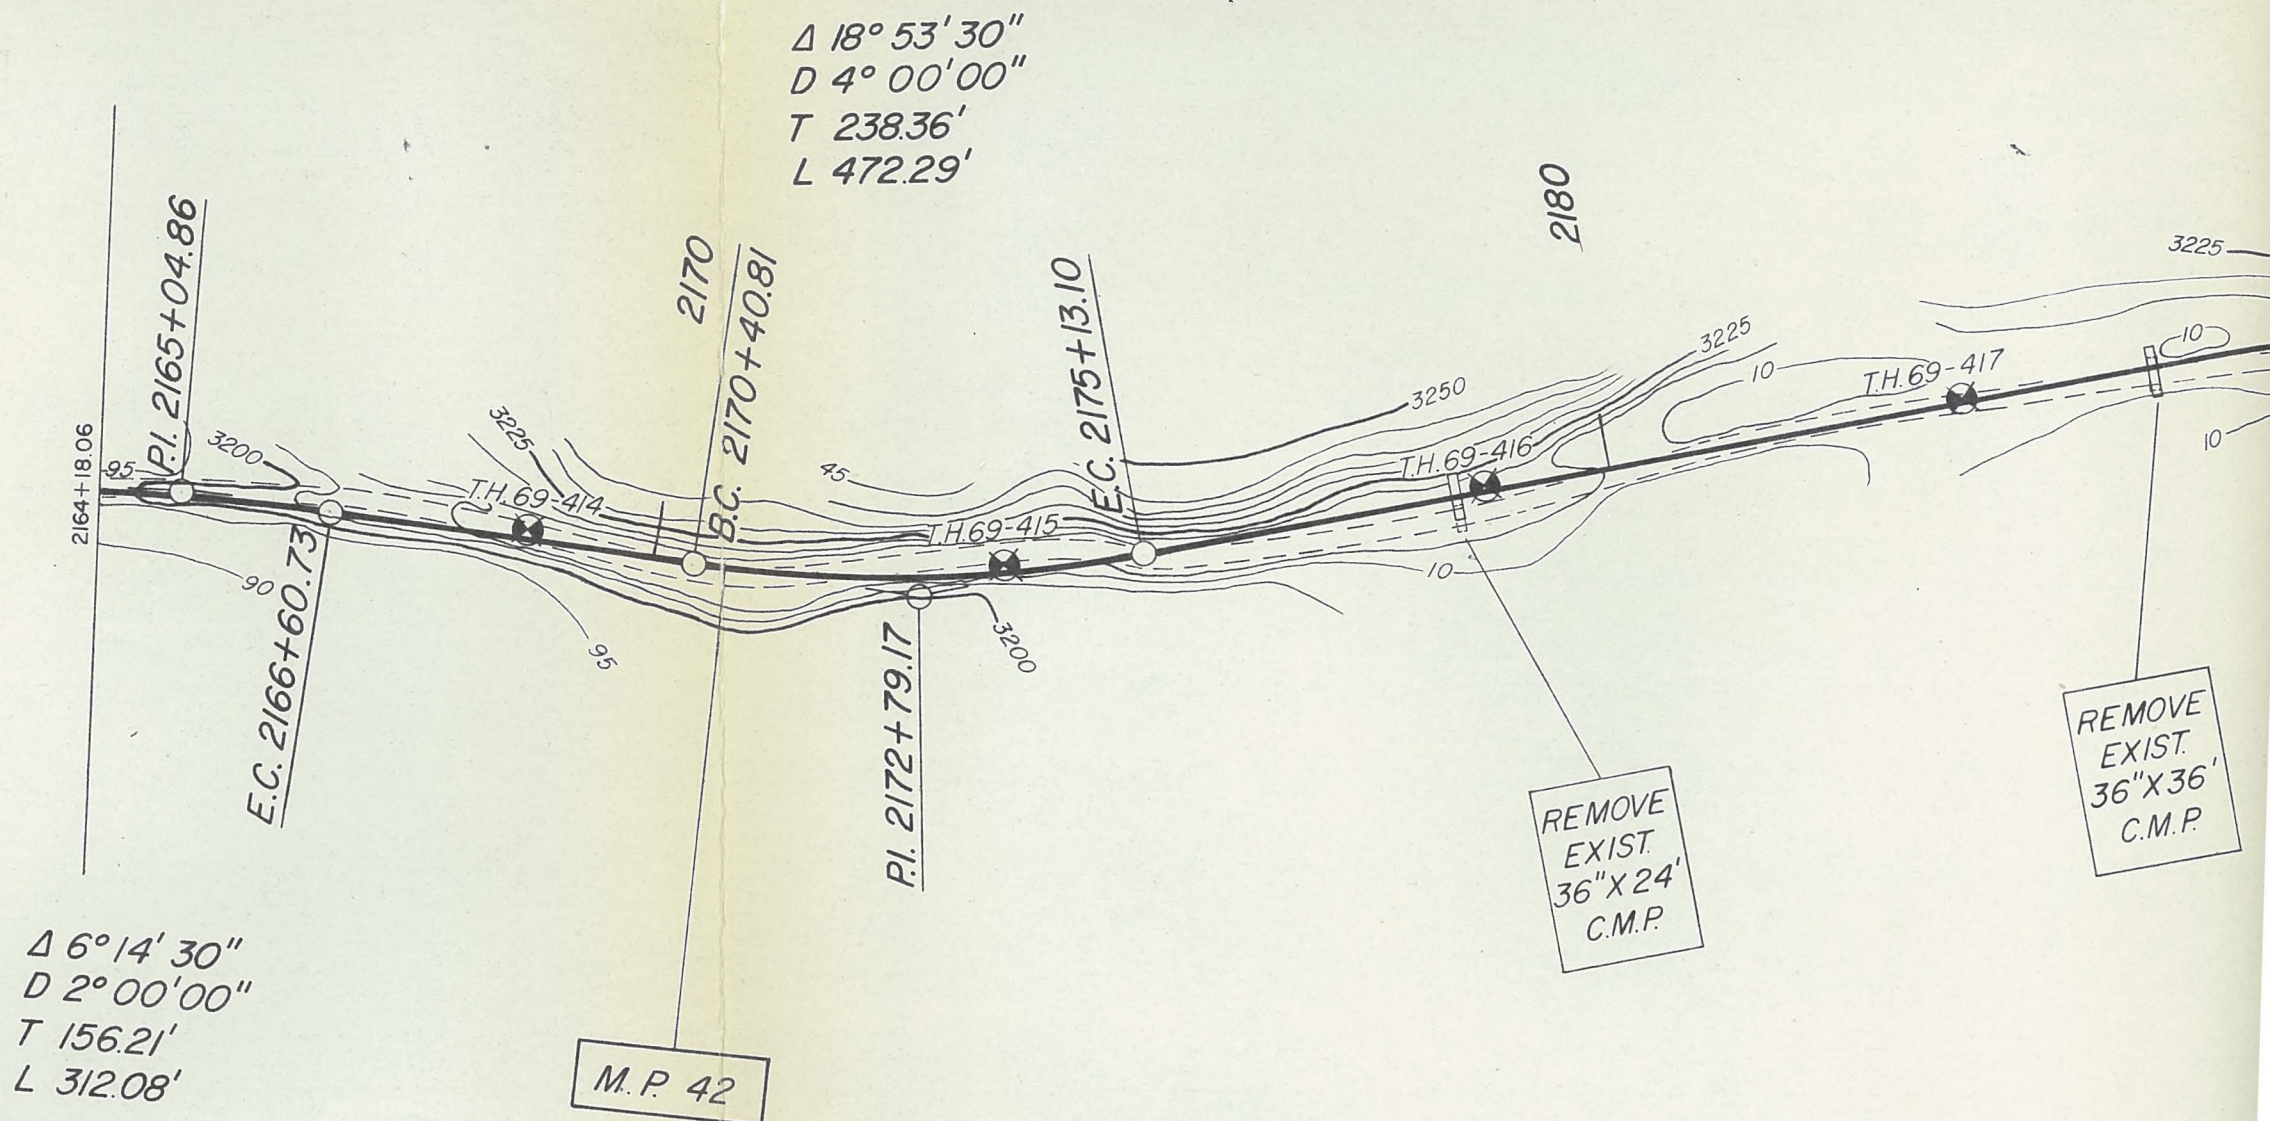 Δ 18° 53' 30"
D 4° 00' 00"
T 238.36'
L 472.29'
2164+18.06
P.I. 2165+04.86
E.C. 2166+60.73
2170
B.C. 2170+40.81
P.I. 2172+79.17
E.C. 2175+13.10
2180
95
3200
90
3225
T.H. 69-414
95
45
T.H. 69-415
3200
3250
T.H. 69-416
10
3225
10
T.H. 69-417
3225
10
10
REMOVE
EXIST.
36" X 24'
C.M.P.
REMOVE
EXIST.
36" X 36'
C.M.P.
Δ 6° 14' 30"
D 2° 00' 00"
T 156.21'
L 312.08'
M.P. 42